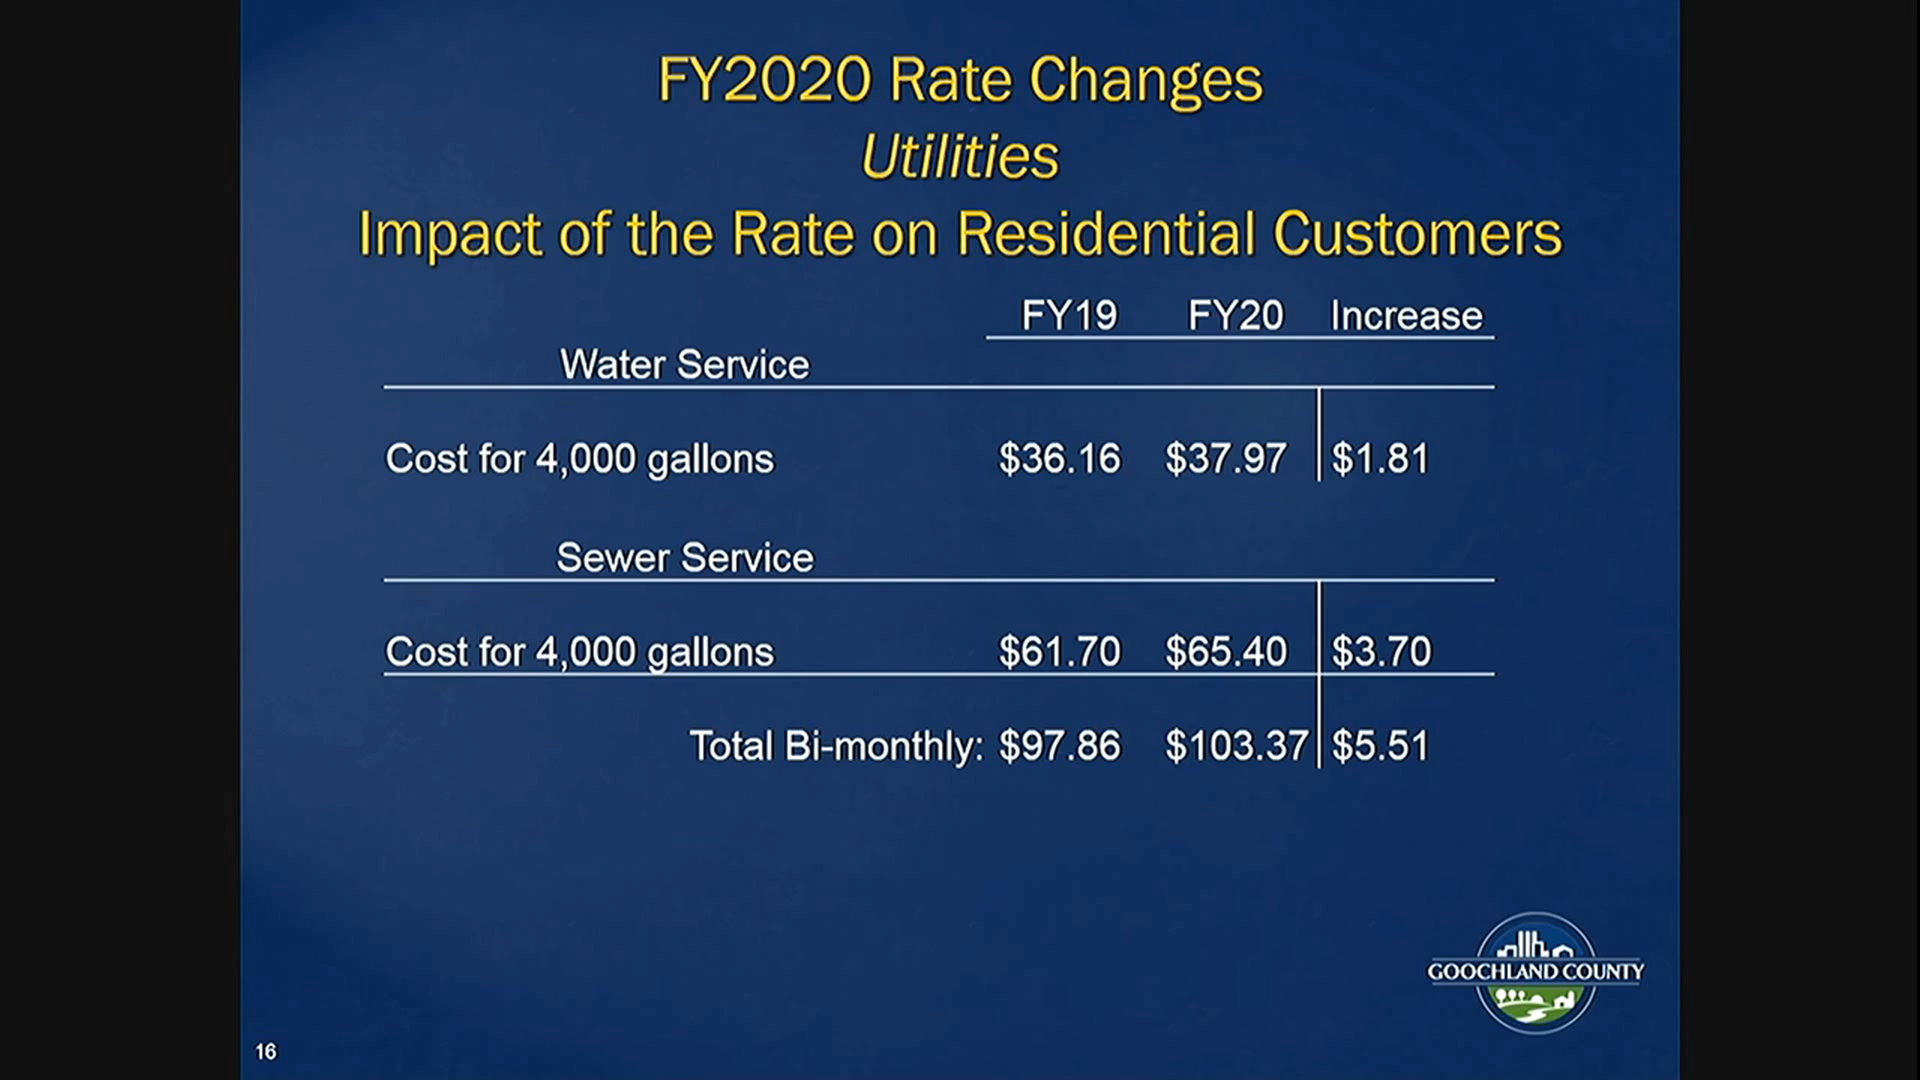 FY2020 Rate Changes
Utilities
Impact of the Rate on Residential Customers
FY19 FY20 Increase
Water Service
Cost for 4,000 gallons $36.16 $37.97 $1.81
Sewer Service
Cost for 4,000 gallons $61.70 $65.40 $3.70
Total Bi-monthly: $97.86 $103.37 $5.51
GOOCHLAND COUNTY
16